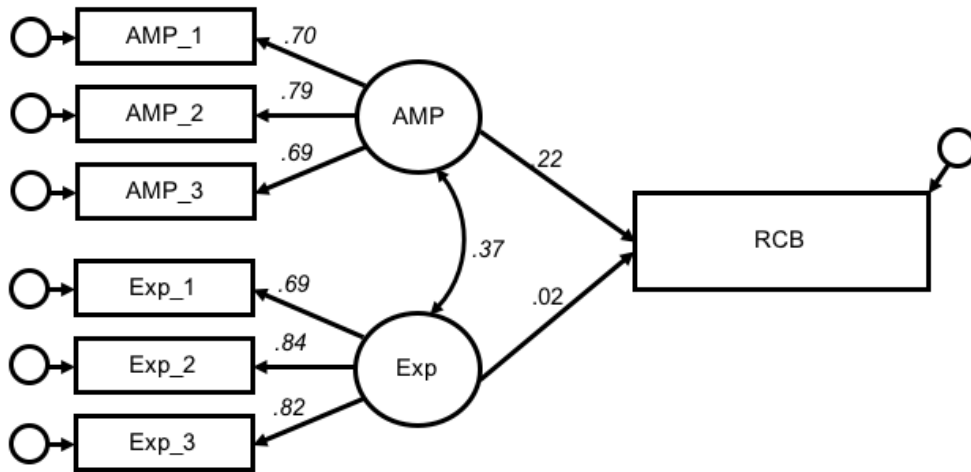 AMP_1
.70
AMP_2
.79
AMP_3
.69
AMP
.22
RCB
.37
.02
Exp_1
.69
Exp_2
.84
Exp_3
.82
Exp